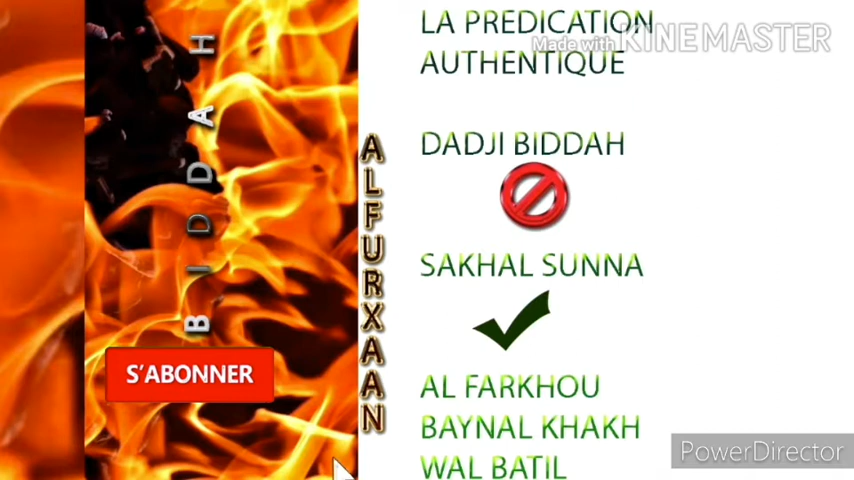 BIDDAH
S'ABONNER
ALFURXAAN
LA PREDICATION
Made with KINEMASTER
AUTHENTIQUE
DADJI BIDDAH
SAKHAL SUNNA
AL FARKHOU
BAYNAL KHAKH
WAL BATIL
PowerDirector